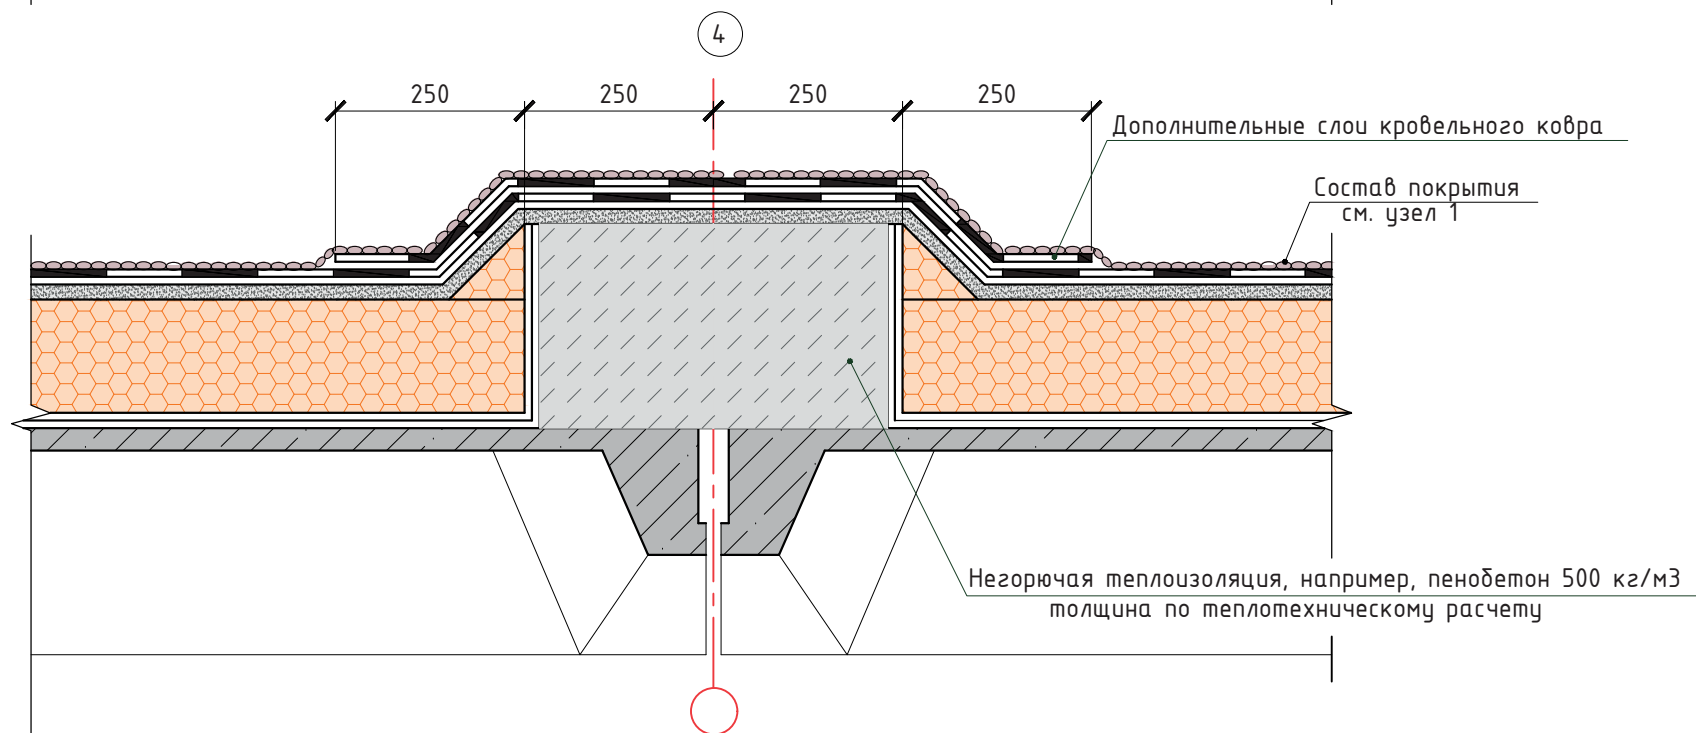 4
250 250 250 250
Дополнительные слои кровельного ковра
Состав покрытия
см. узел 1
Негорючая теплоизоляция, например, пенобетон 500 кг/м3
толщина по теплотехническому расчету